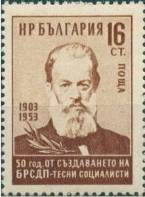 НР БЪЛГАРИЯ
16
СТ.
ПОЩА
1903
1953
50 ГОД. ОТ СЪЗДАВАНЕТО НА
БРСДП-ТЕСНИ СОЦИАЛИСТИ